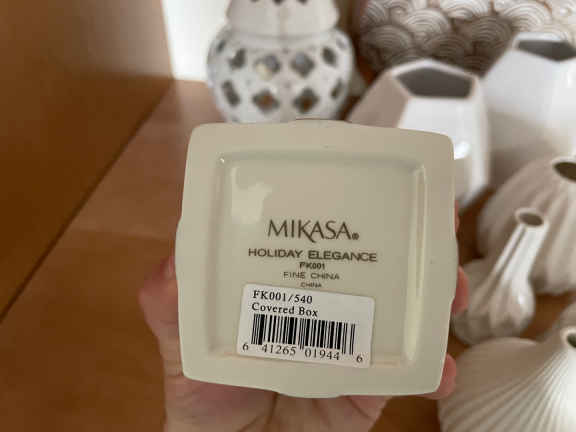 MIKASA®
HOLIDAY ELEGANCE
FK001
FINE CHINA
CHINA
FK001/540
Covered Box
6 41265 01944 6